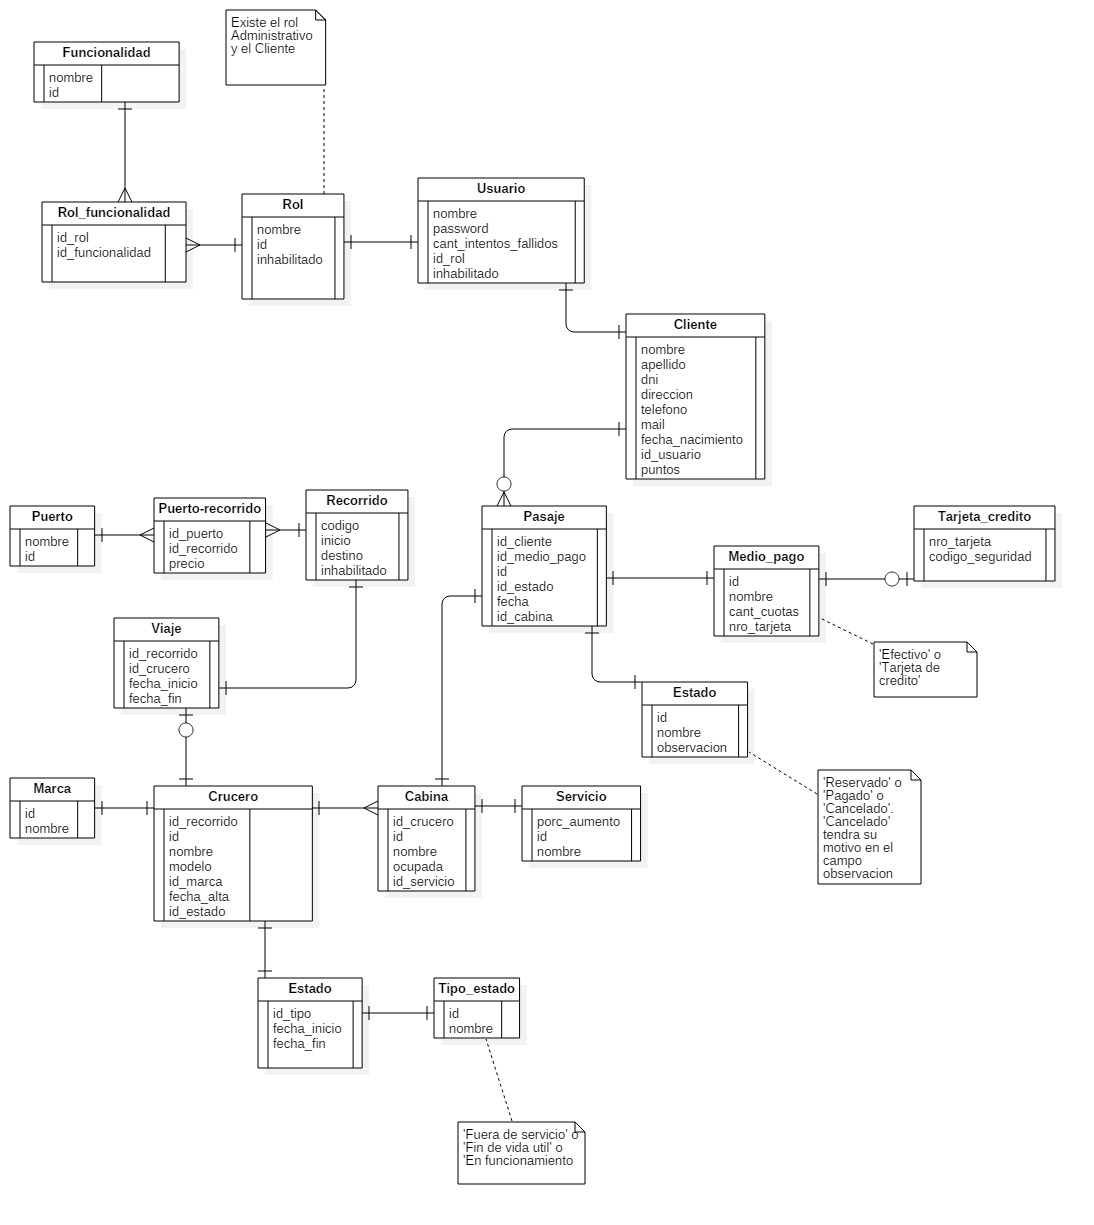 Existe el rol
Administrativo
y el Cliente
Funcionalidad
nombre
id
Rol_funcionalidad
id_rol
id_funcionalidad
Rol
nombre
id
inhabilitado
Usuario
nombre
password
cant_intentos_fallidos
id_rol
inhabilitado
Cliente
nombre
apellido
dni
direccion
telefono
mail
fecha_nacimiento
id_usuario
puntos
Puerto
nombre
id
Puerto-recorrido
id_puerto
id_recorrido
precio
Recorrido
codigo
inicio
destino
inhabilitado
Pasaje
id_cliente
id_medio_pago
id
id_estado
fecha
id_cabina
Medio_pago
id
nombre
cant_cuotas
nro_tarjeta
Tarjeta_credito
nro_tarjeta
codigo_seguridad
'Efectivo' o
'Tarjeta de
credito'
Viaje
id_recorrido
id_crucero
fecha_inicio
fecha_fin
Estado
id
nombre
observacion
'Reservado' o
'Pagado' o
'Cancelado'.
'Cancelado'
tendra su
motivo en el
campo
observacion
Marca
id
nombre
Crucero
id_recorrido
id
nombre
modelo
id_marca
fecha_alta
id_estado
Cabina
id_crucero
id
nombre
ocupada
id_servicio
Servicio
porc_aumento
id
nombre
Estado
id_tipo
fecha_inicio
fecha_fin
Tipo_estado
id
nombre
'Fuera de servicio' o
'Fin de vida util' o
'En funcionamiento